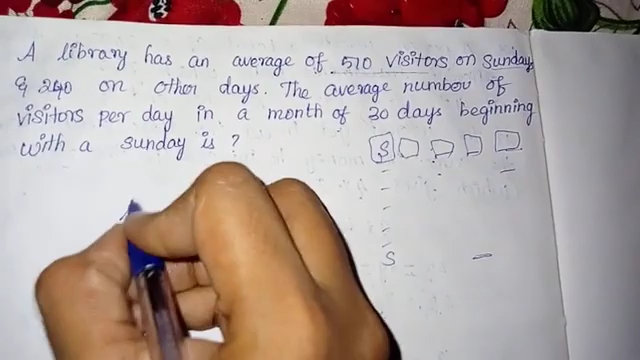 A library has an average of 510 visitors on Sunday
& 240 on other days. The average number of
visitors per day in a month of 30 days beginning
with a sunday is ?
S
S